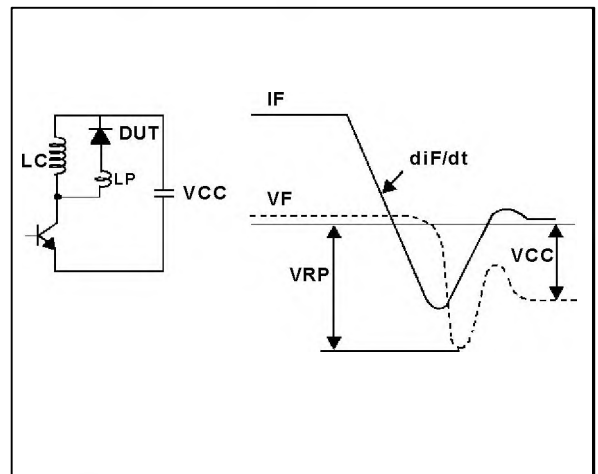 IF
DUT
diF/dt
LC
LP
VCC
VF
VCC
VRP